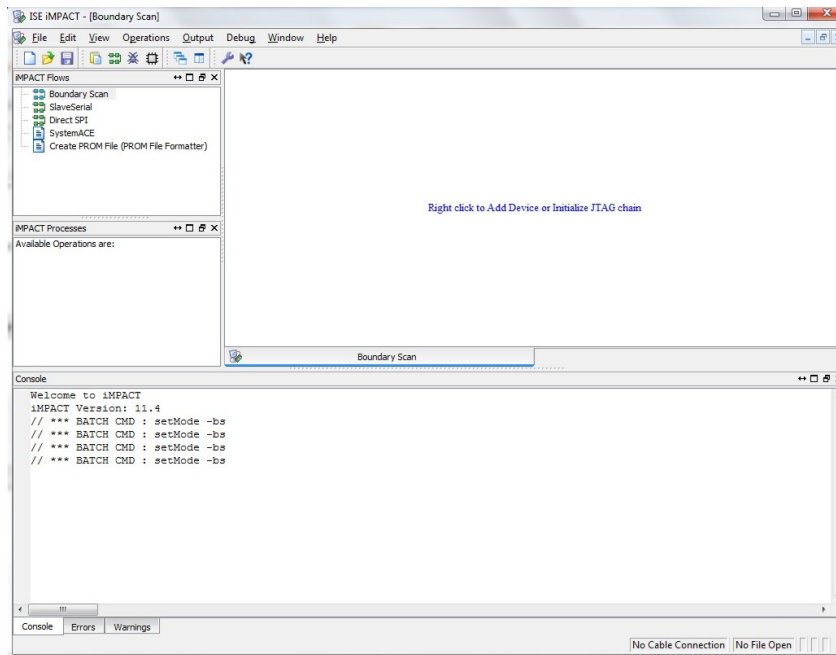 ISE iMPACT - [Boundary Scan]
File Edit View Operations Output Debug Window Help
iMPACT Flows
Boundary Scan
SlaveSerial
Direct SPI
SystemACE
Create PROM File (PROM File Formatter)
Right click to Add Device or Initialize JTAG chain
iMPACT Processes
Available Operations are:
Boundary Scan
Console
Welcome to iMPACT
iMPACT Version: 11.4
// *** BATCH CMD : setMode -bs
// *** BATCH CMD : setMode -bs
// *** BATCH CMD : setMode -bs
// *** BATCH CMD : setMode -bs
Console Errors Warnings
No Cable Connection No File Open